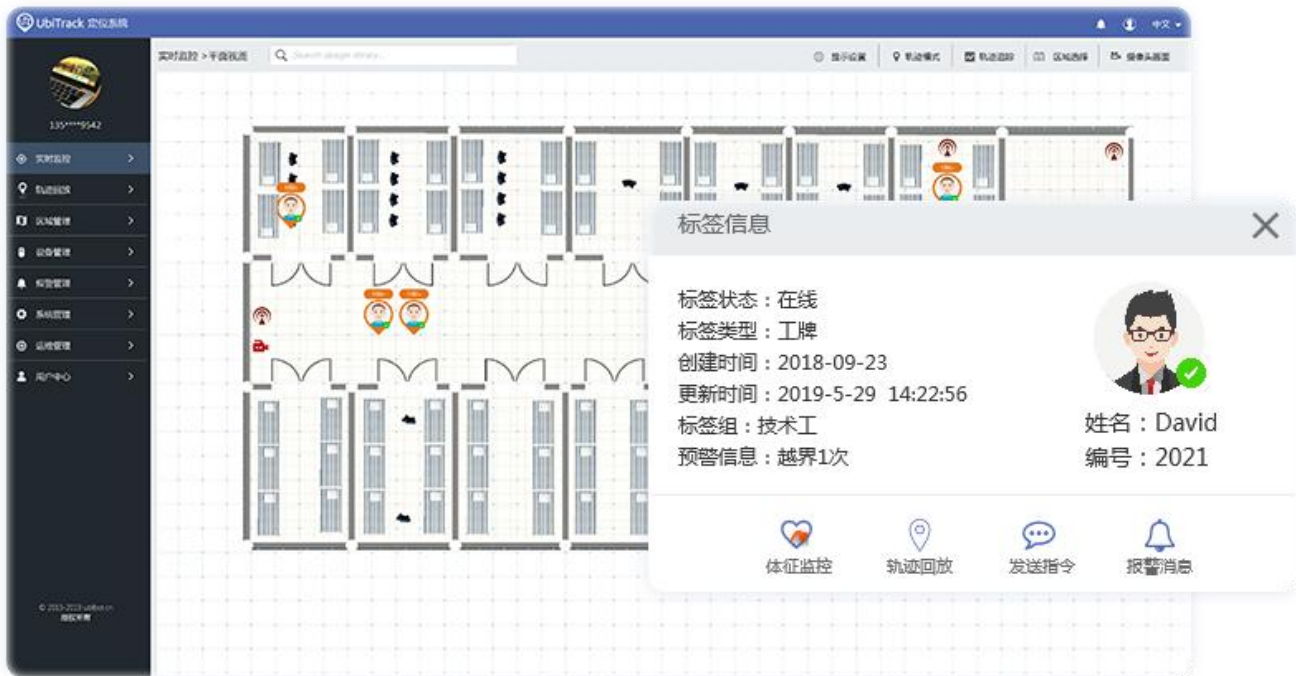 UbiTrack 定位系统
中文
135****9542
实时监控 > 平面视图
显示设置
轨迹模式
轨迹追踪
区域选择
摄像头画面
实时监控
轨迹回放
区域管理
设备管理
报警管理
系统管理
运维管理
用户中心
版权所有
标签信息
标签状态：在线
标签类型：工牌
创建时间：2018-09-23
更新时间：2019-5-29 14:22:56
标签组：技术工
预警信息：越界1次
姓名：David
编号：2021
体征监控
轨迹回放
发送指令
报警消息